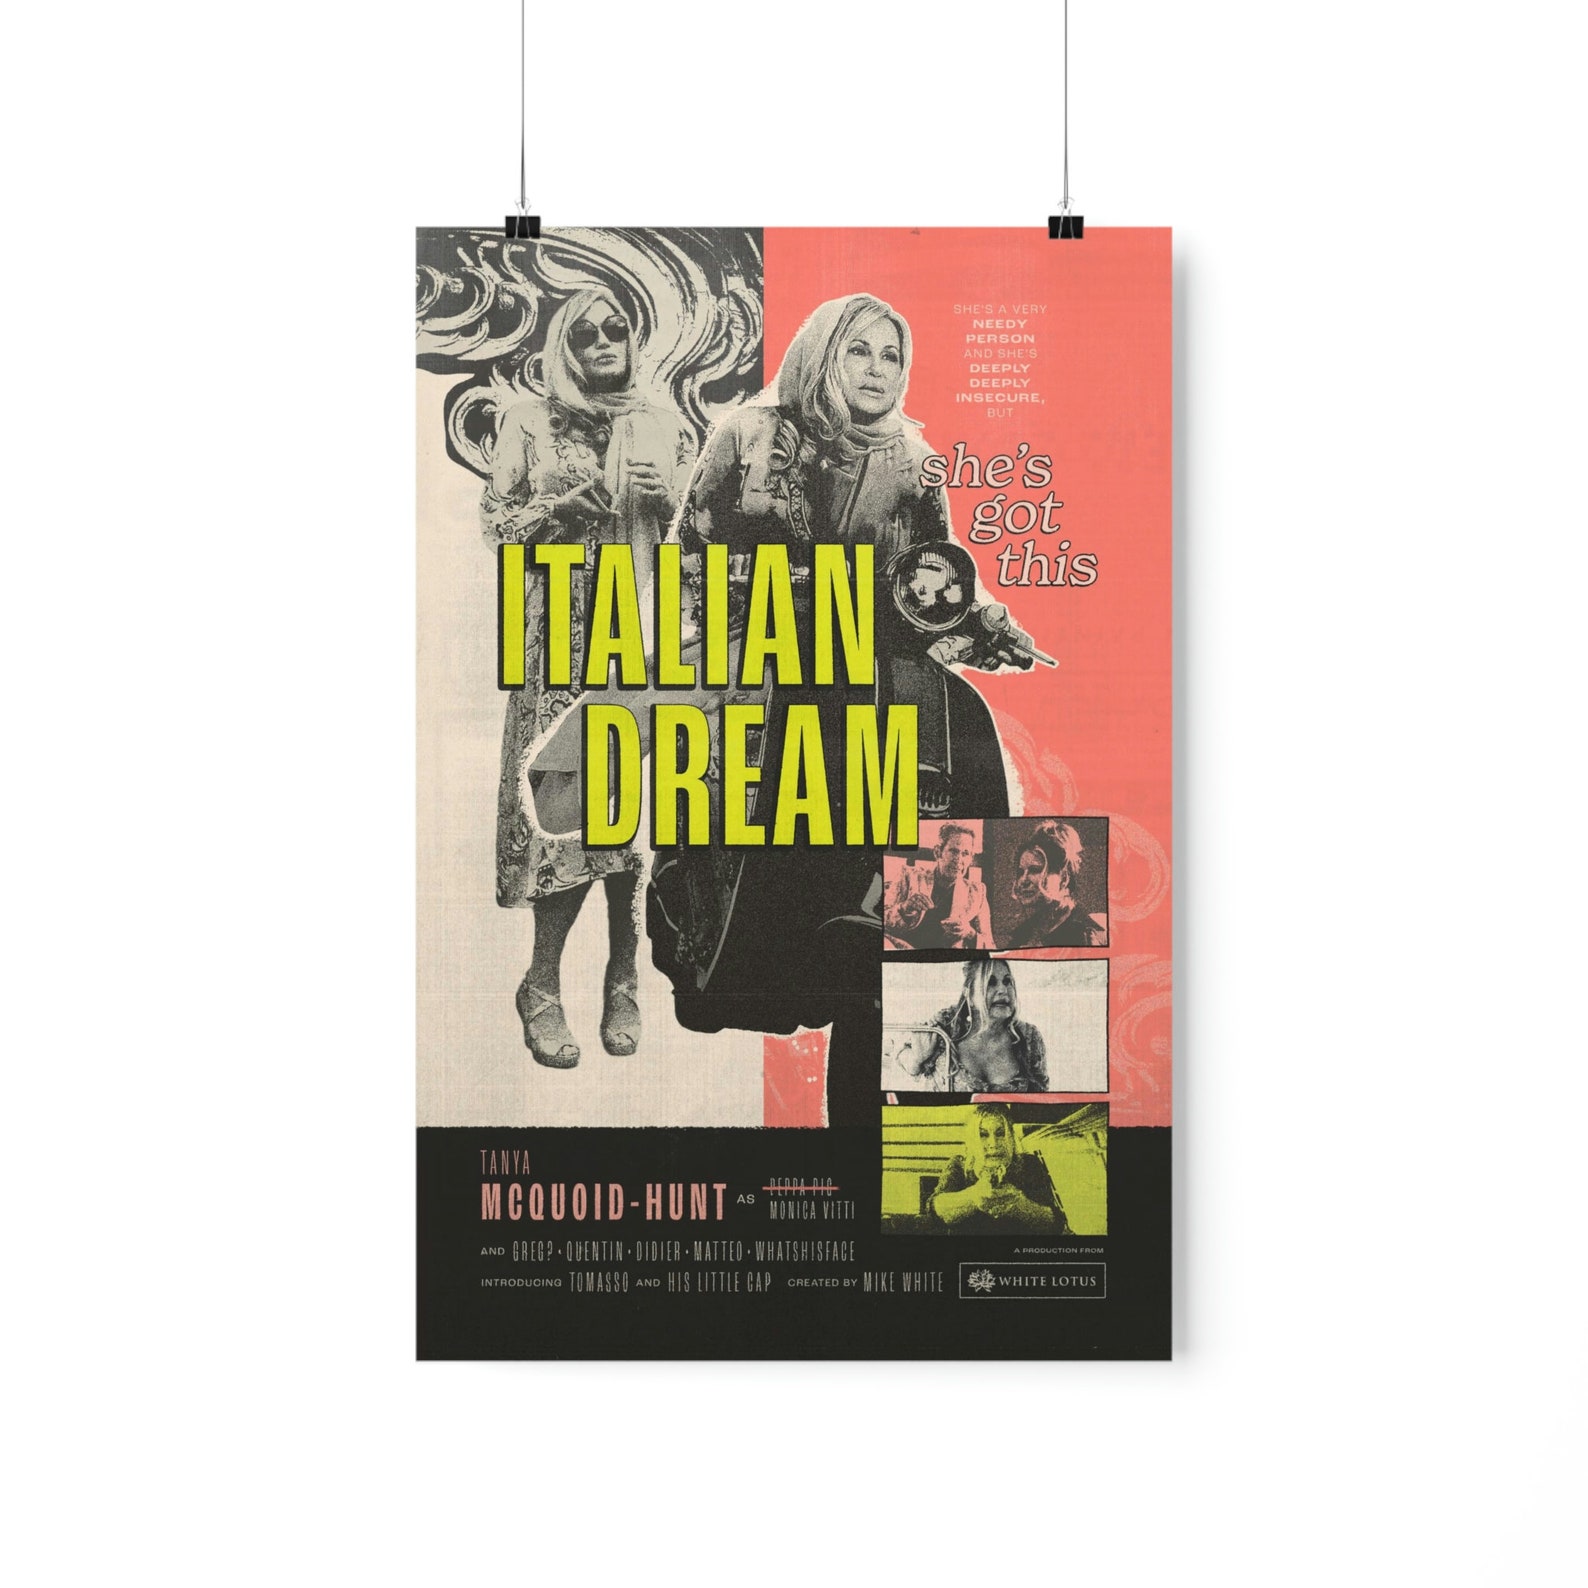 SHE'S A VERY
NEEDY
PERSON
AND SHE'S
DEEPLY
DEEPLY
INSECURE,
BUT
she's
got
this
ITALIAN
DREAM
TANYA
MCQUOID-HUNT AS PEPPA PIG
MONICA VITTI
AND GREG? • QUENTIN • DIDIER • MATTEO • WHATSHISFACE
INTRODUCING TOMASSO AND HIS LITTLE GAP CREATED BY MIKE WHITE
A PRODUCTION FROM
WHITE LOTUS